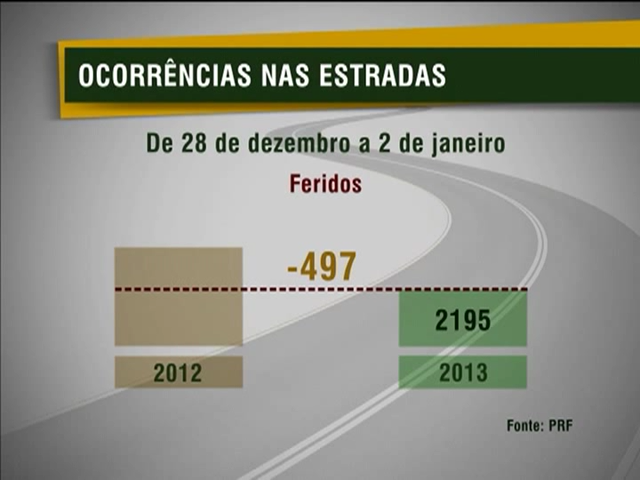 OCORRÊNCIAS NAS ESTRADAS
De 28 de dezembro a 2 de janeiro
Feridos
-497
2195
2012
2013
Fonte: PRF